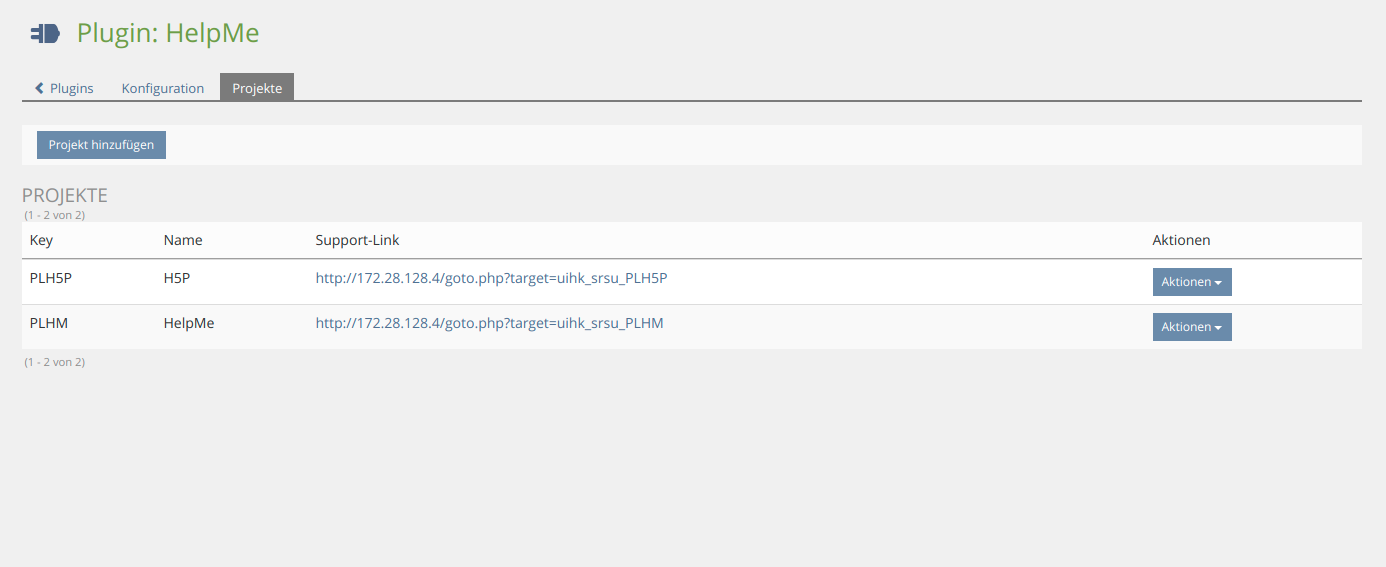 Plugin: HelpMe
Plugins Konfiguration Projekte
Projekt hinzufügen
PROJEKTE
(1 - 2 von 2)
Key Name Support-Link Aktionen
PLH5P H5P http://172.28.128.4/goto.php?target=uihk_srsu_PLH5P Aktionen
PLHM HelpMe http://172.28.128.4/goto.php?target=uihk_srsu_PLHM Aktionen
(1 - 2 von 2)